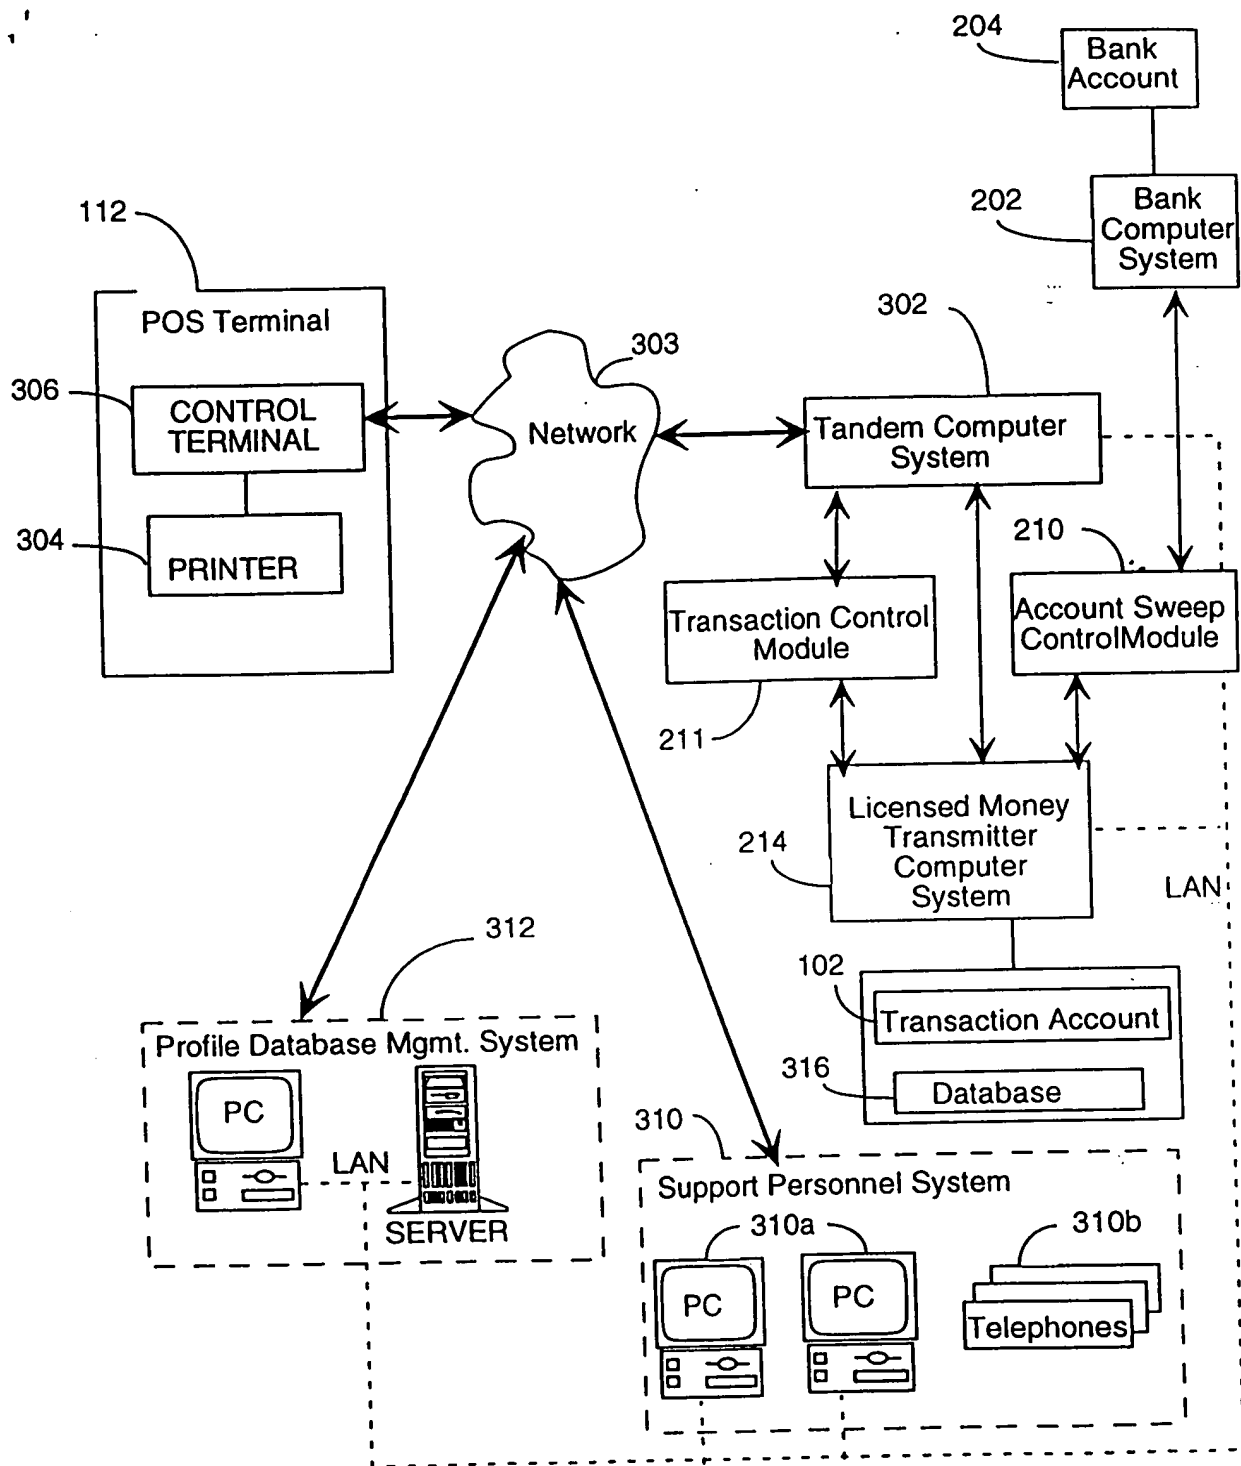 204
Bank
Account
202
Bank
Computer
System
112
POS Terminal
306
CONTROL
TERMINAL
304
PRINTER
303
Network
302
Tandem Computer
System
210
Transaction Control
Module
211
Account Sweep
ControlModule
Licensed Money
Transmitter
Computer
System
214
LAN
102
Transaction Account
316
Database
312
Profile Database Mgmt. System
PC
LAN
SERVER
310
Support Personnel System
310a
310b
PC
PC
Telephones